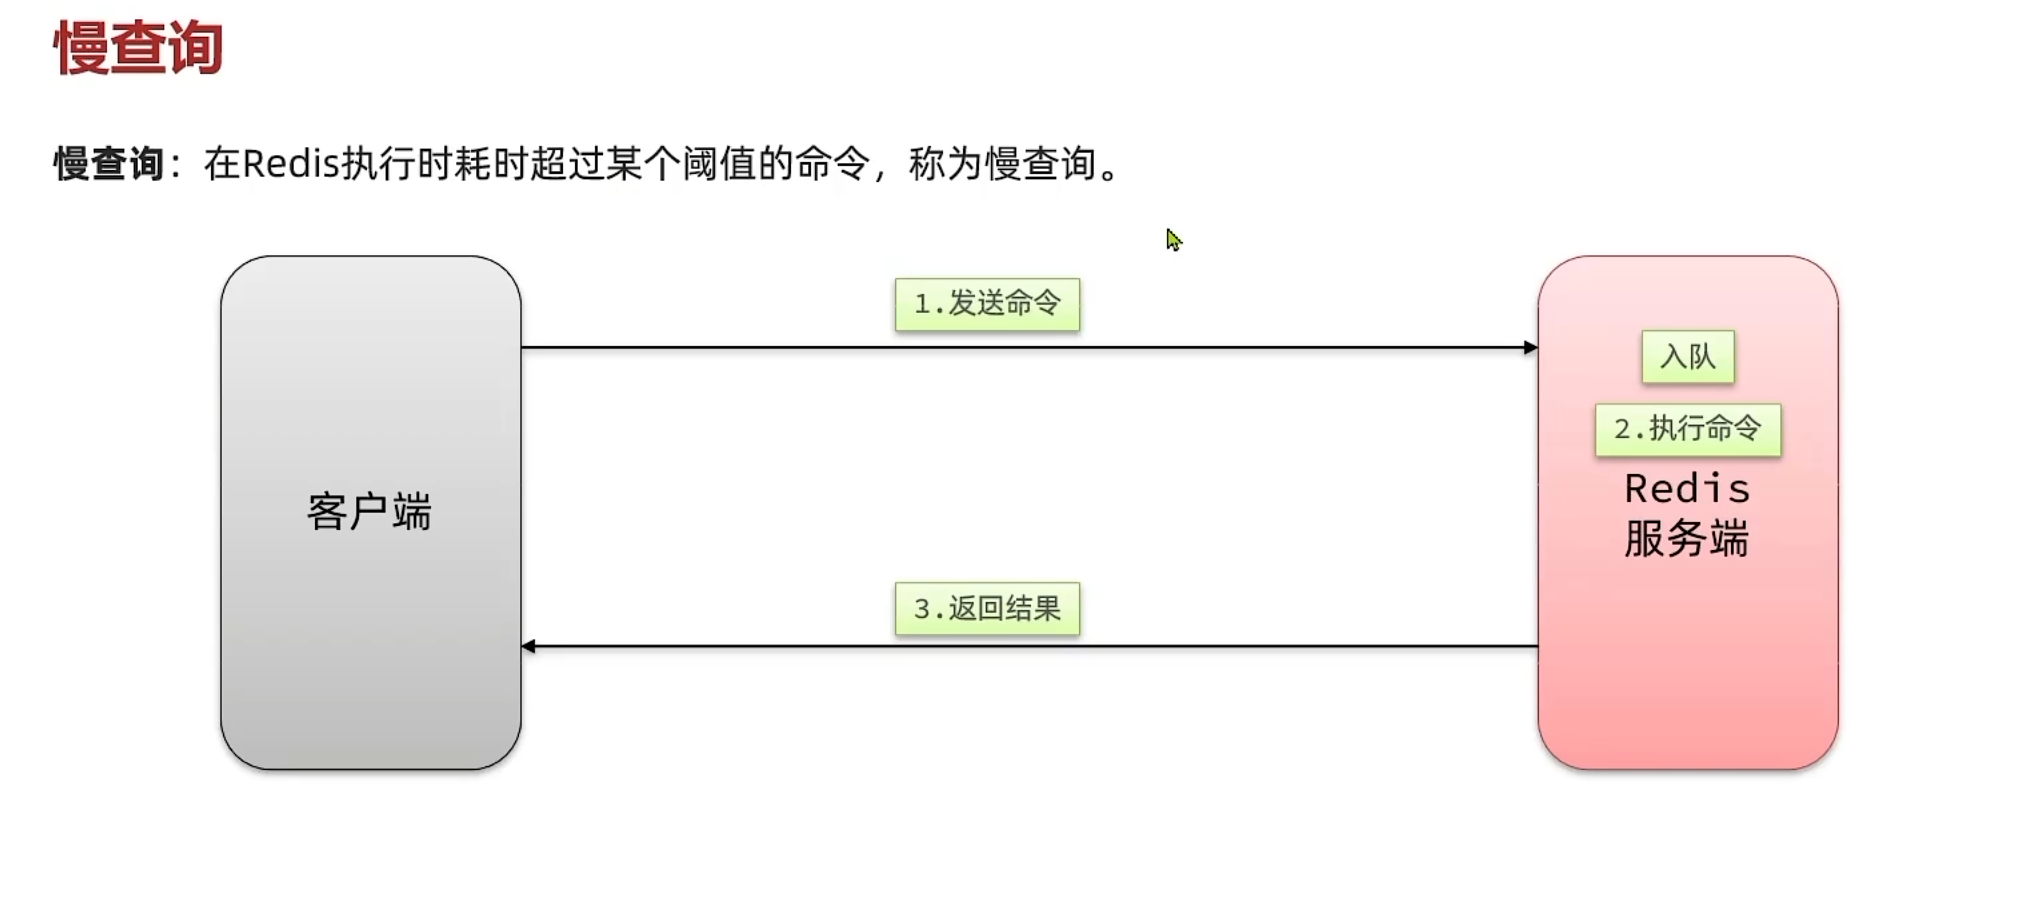 慢查询
慢查询：在Redis执行时耗时超过某个阈值的命令，称为慢查询。
1.发送命令
入队
2.执行命令
客户端
Redis
服务端
3.返回结果